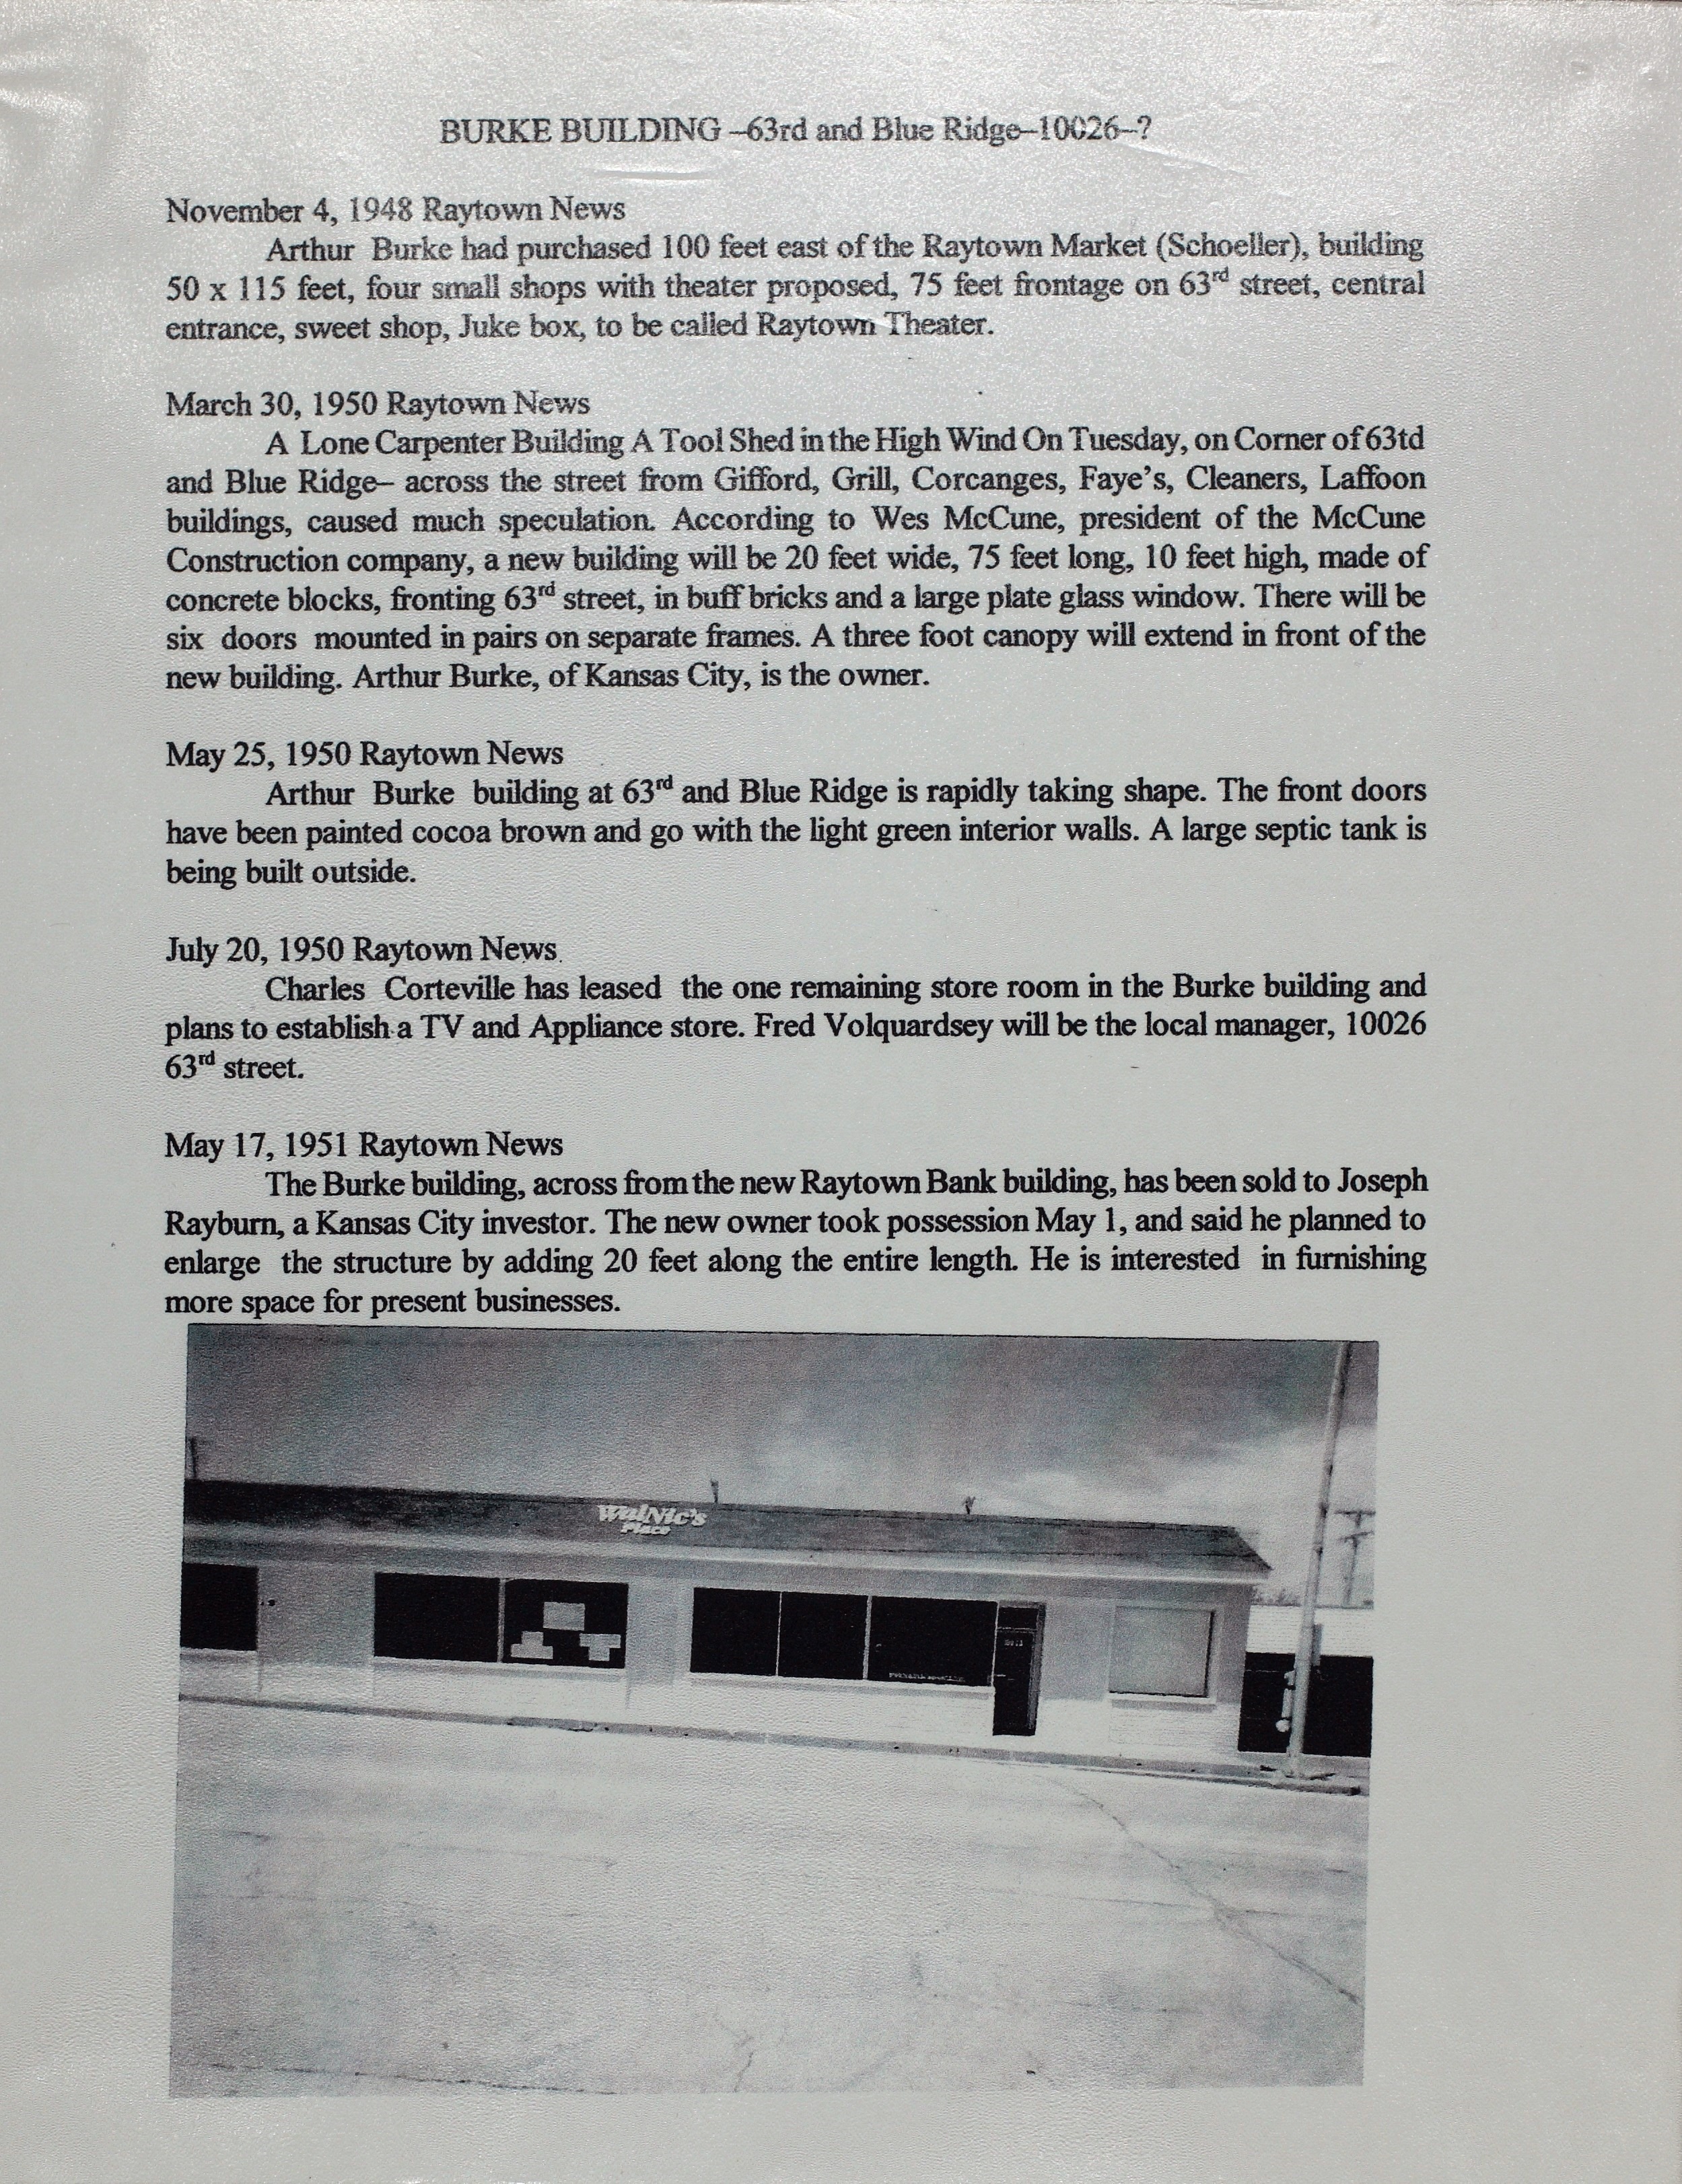 BURKE BUILDING –63rd and Blue Ridge–10026–?
November 4, 1948 Raytown News
Arthur Burke had purchased 100 feet east of the Raytown Market (Schoeller), building
50 x 115 feet, four small shops with theater proposed, 75 feet frontage on 63rd street, central
entrance, sweet shop, Juke box, to be called Raytown Theater.
March 30, 1950 Raytown News
A Lone Carpenter Building A Tool Shed in the High Wind On Tuesday, on Corner of 63td
and Blue Ridge– across the street from Gifford, Grill, Corcanges, Faye's, Cleaners, Laffoon
buildings, caused much speculation. According to Wes McCune, president of the McCune
Construction company, a new building will be 20 feet wide, 75 feet long, 10 feet high, made of
concrete blocks, fronting 63rd street, in buff bricks and a large plate glass window. There will be
six doors mounted in pairs on separate frames. A three foot canopy will extend in front of the
new building. Arthur Burke, of Kansas City, is the owner.
May 25, 1950 Raytown News
Arthur Burke building at 63rd and Blue Ridge is rapidly taking shape. The front doors
have been painted cocoa brown and go with the light green interior walls. A large septic tank is
being built outside.
July 20, 1950 Raytown News
Charles Corteville has leased the one remaining store room in the Burke building and
plans to establish a TV and Appliance store. Fred Volquardsey will be the local manager, 10026
63rd street.
May 17, 1951 Raytown News
The Burke building, across from the new Raytown Bank building, has been sold to Joseph
Rayburn, a Kansas City investor. The new owner took possession May 1, and said he planned to
enlarge the structure by adding 20 feet along the entire length. He is interested in furnishing
more space for present businesses.
WalNic's
Place